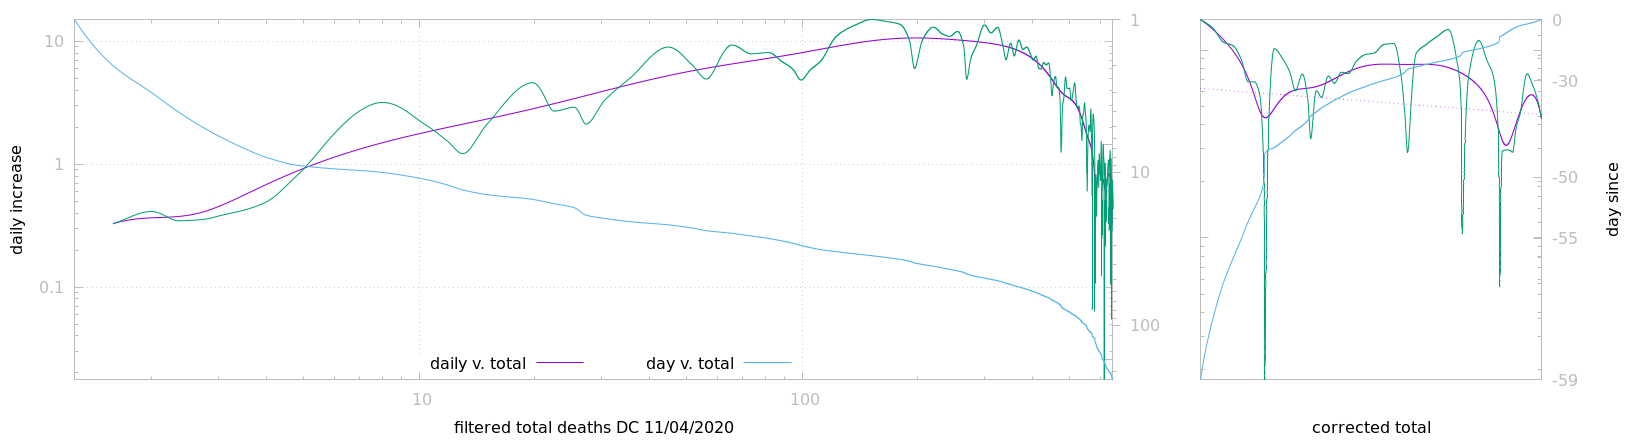 10
1
0.1
daily increase
daily v. total
day v. total
10
100
filtered total deaths DC 11/04/2020
1
10
100
0
-30
-50
-55
-59
day since
corrected total